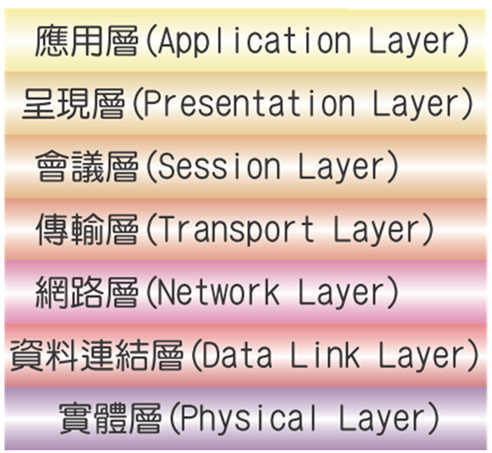 應用層(Application Layer)
呈現層(Presentation Layer)
會議層(Session Layer)
傳輸層(Transport Layer)
網路層(Network Layer)
資料連結層(Data Link Layer)
實體層(Physical Layer)